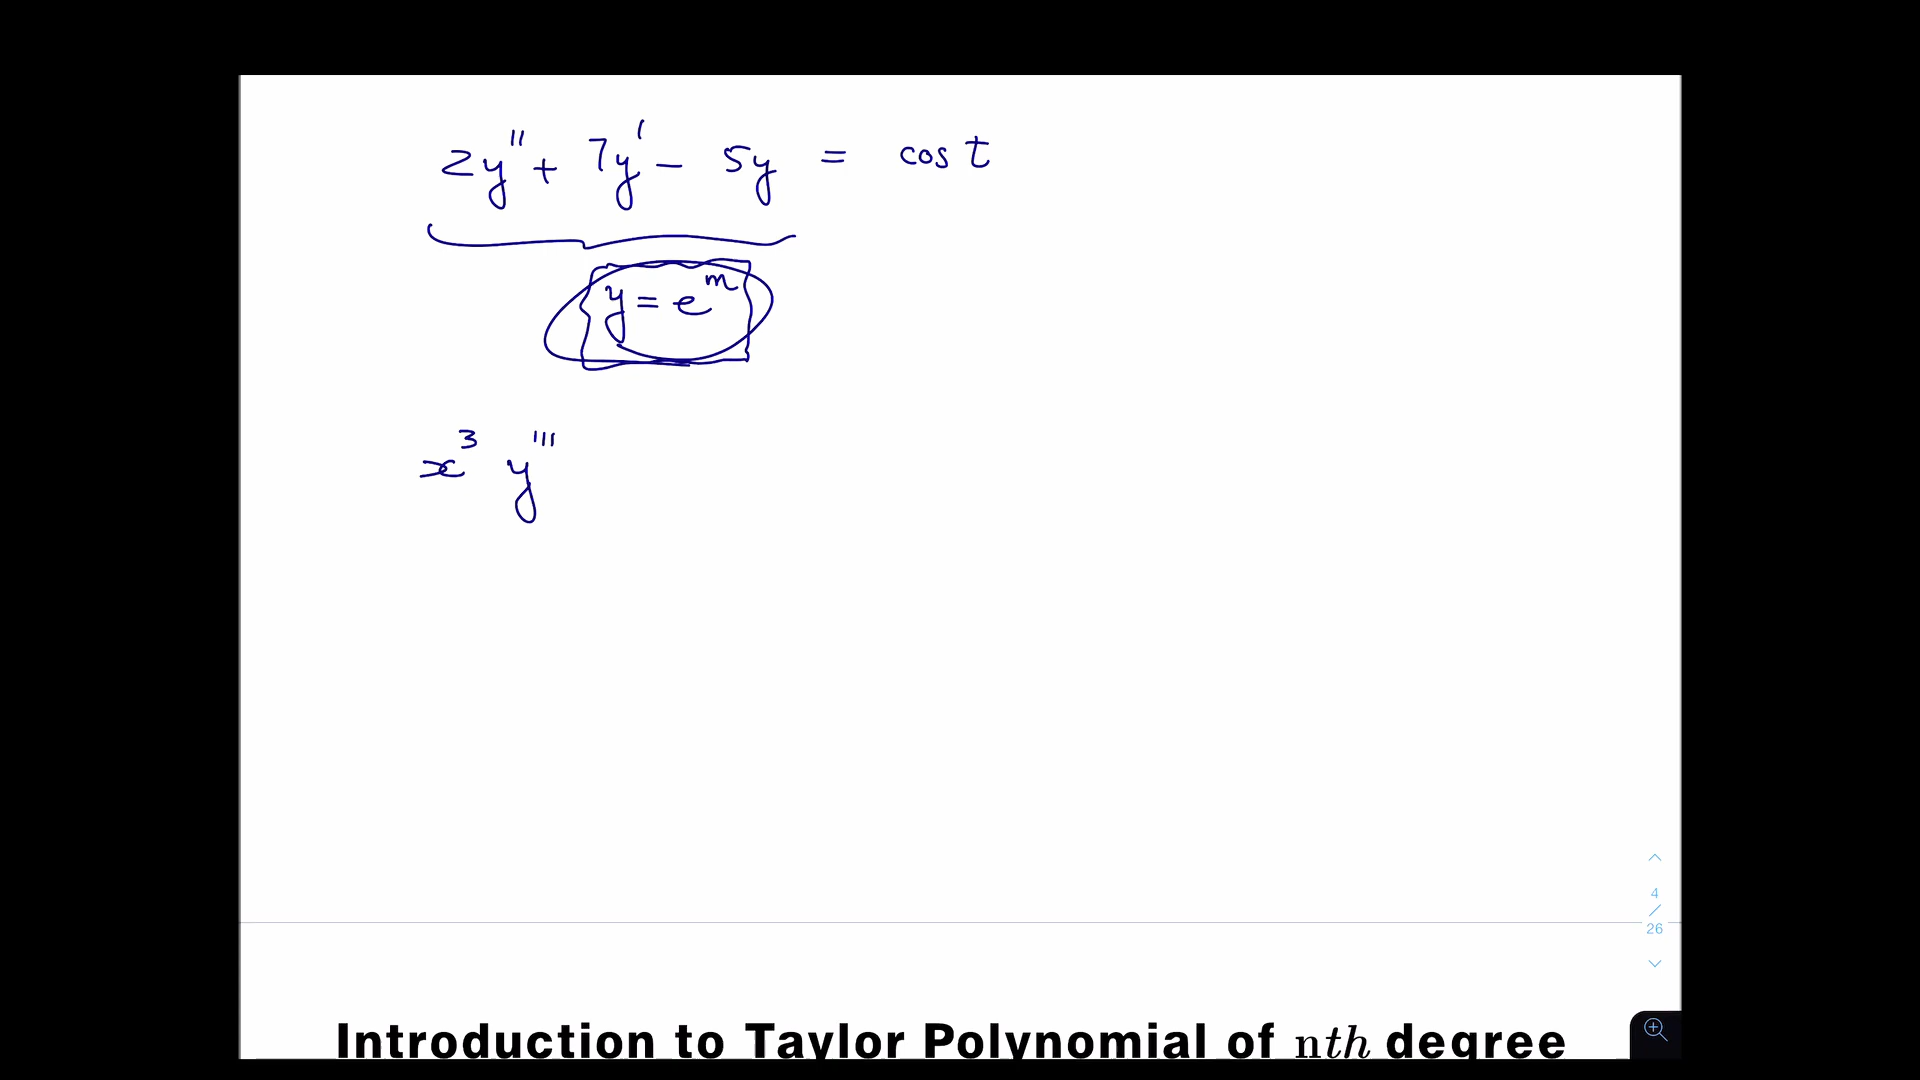 2y'' + 7y' - 5y = cos t
y = e^m
x^3 y'''
4
/
26
Introduction to Taylor Polynomial of nth degree